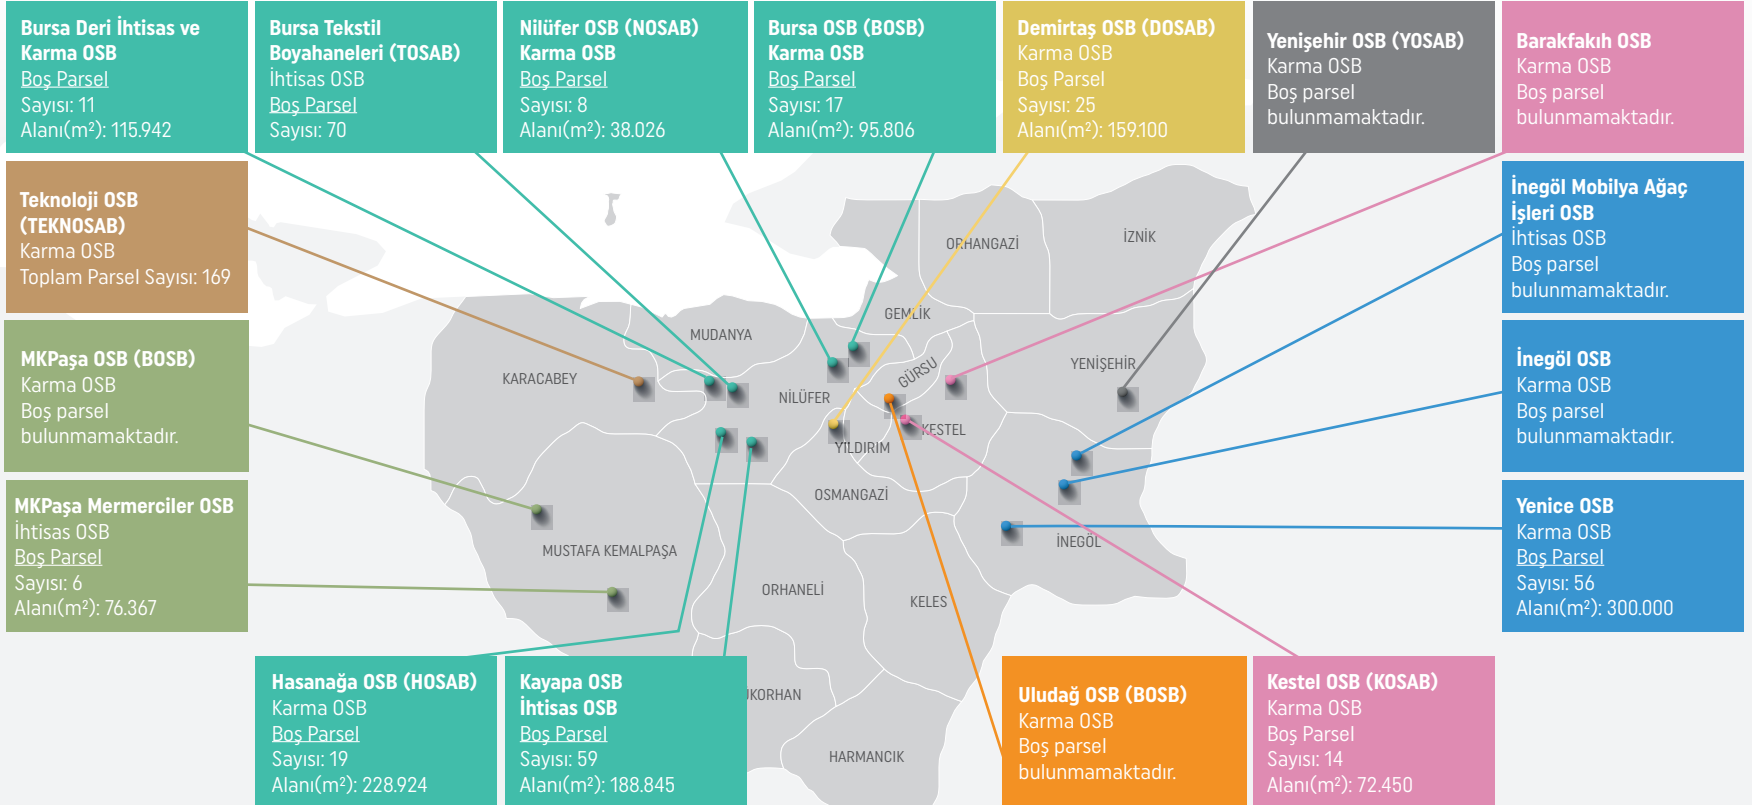 Bursa Deri İhtisas ve
Karma OSB
Boş Parsel
Sayısı: 11
Alanı(m²): 115.942
Bursa Tekstil
Boyahaneleri (TOSAB)
İhtisas OSB
Boş Parsel
Sayısı: 70
Nilüfer OSB (NOSAB)
Karma OSB
Boş Parsel
Sayısı: 8
Alanı(m²): 38.026
Bursa OSB (BOSB)
Karma OSB
Boş Parsel
Sayısı: 17
Alanı(m²): 95.806
Demirtaş OSB (DOSAB)
Karma OSB
Boş Parsel
Sayısı: 25
Alanı(m²): 159.100
Yenişehir OSB (YOSAB)
Karma OSB
Boş parsel
bulunmamaktadır.
Barakfakıh OSB
Karma OSB
Boş parsel
bulunmamaktadır.
Teknoloji OSB
(TEKNOSAB)
Karma OSB
Toplam Parsel Sayısı: 169
İnegöl Mobilya Ağaç
İşleri OSB
İhtisas OSB
Boş parsel
bulunmamaktadır.
MKPaşa OSB (BOSB)
Karma OSB
Boş parsel
bulunmamaktadır.
İnegöl OSB
Karma OSB
Boş parsel
bulunmamaktadır.
MKPaşa Mermerciler OSB
İhtisas OSB
Boş Parsel
Sayısı: 6
Alanı(m²): 76.367
Yenice OSB
Karma OSB
Boş Parsel
Sayısı: 56
Alanı(m²): 300.000
ORHANGAZİ
İZNİK
GEMLİK
MUDANYA
YENİŞEHİR
GÜRSU
KARACABEY
NİLÜFER
KESTEL
YILDIRIM
OSMANGAZİ
İNEGÖL
MUSTAFA KEMALPAŞA
ORHANELİ
KELES
KORHAN
HARMANCIK
Hasanağa OSB (HOSAB)
Karma OSB
Boş Parsel
Sayısı: 19
Alanı(m²): 228.924
Kayapa OSB
İhtisas OSB
Boş Parsel
Sayısı: 59
Alanı(m²): 188.845
Uludağ OSB (BOSB)
Karma OSB
Boş parsel
bulunmamaktadır.
Kestel OSB (KOSAB)
Karma OSB
Boş Parsel
Sayısı: 14
Alanı(m²): 72.450